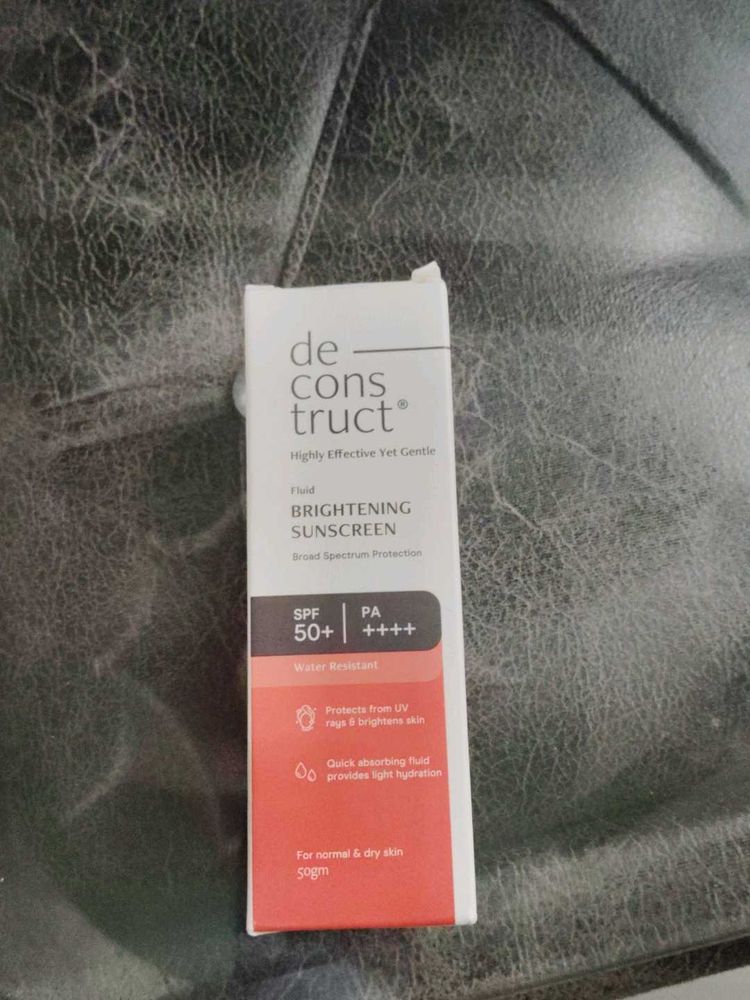 de
cons
truct®
Highly Effective Yet Gentle
Fluid
BRIGHTENING
SUNSCREEN
Broad Spectrum Protection
SPF
50+
PA
++++
Water Resistant
Protects from UV
rays & brightens skin
Quick absorbing fluid
provides light hydration
For normal & dry skin
50gm